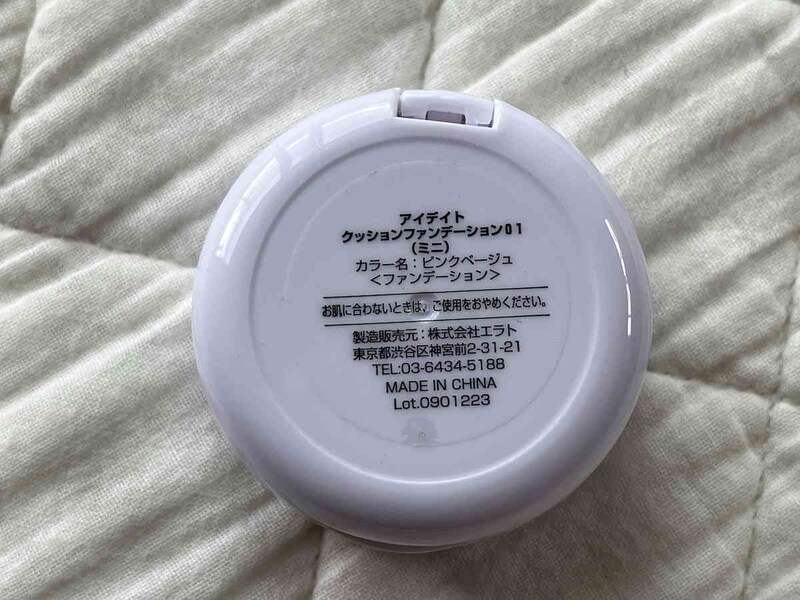 アイデイト
クッションファンデーション01
(ミニ)
カラー名：ピンクベージュ
＜ファンデーション＞
お肌に合わないときは、ご使用をおやめください。
製造販売元：株式会社エラト
東京都渋谷区神宮前2-31-21
TEL:03-6434-5188
MADE IN CHINA
Lot.0901223